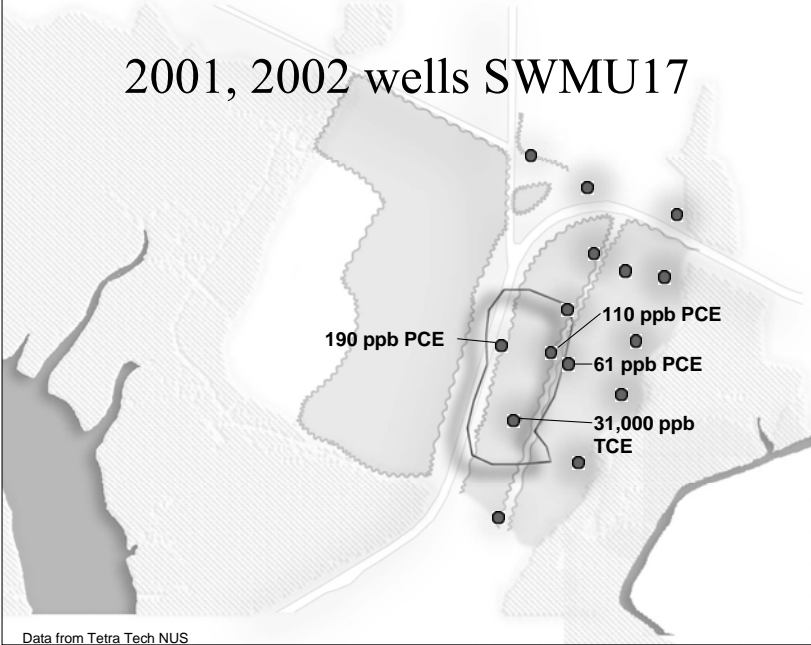 2001, 2002 wells SWMU17
110 ppb PCE
190 ppb PCE
61 ppb PCE
31,000 ppb
TCE
Data from Tetra Tech NUS